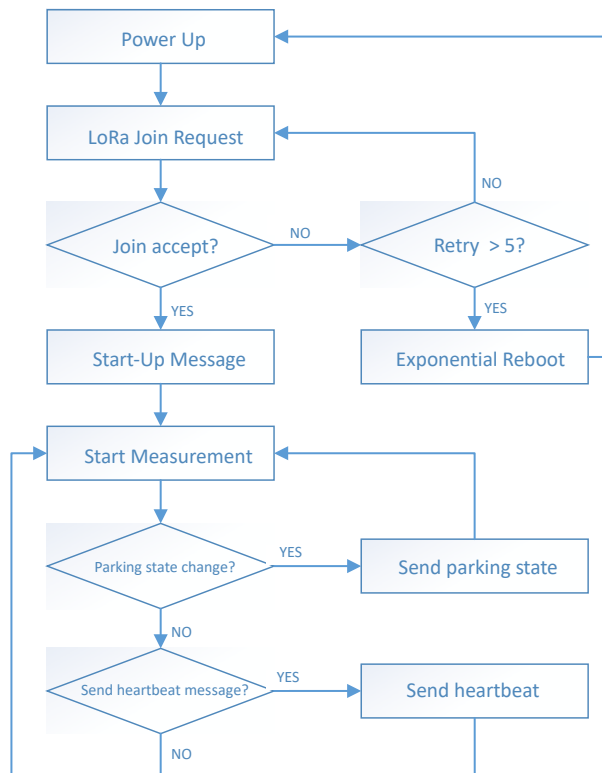 Power Up
LoRa Join Request
NO
Join accept?
NO
Retry > 5?
YES
YES
Start-Up Message
Exponential Reboot
Start Measurement
Parking state change?
YES
Send parking state
NO
Send heartbeat message?
YES
Send heartbeat
NO